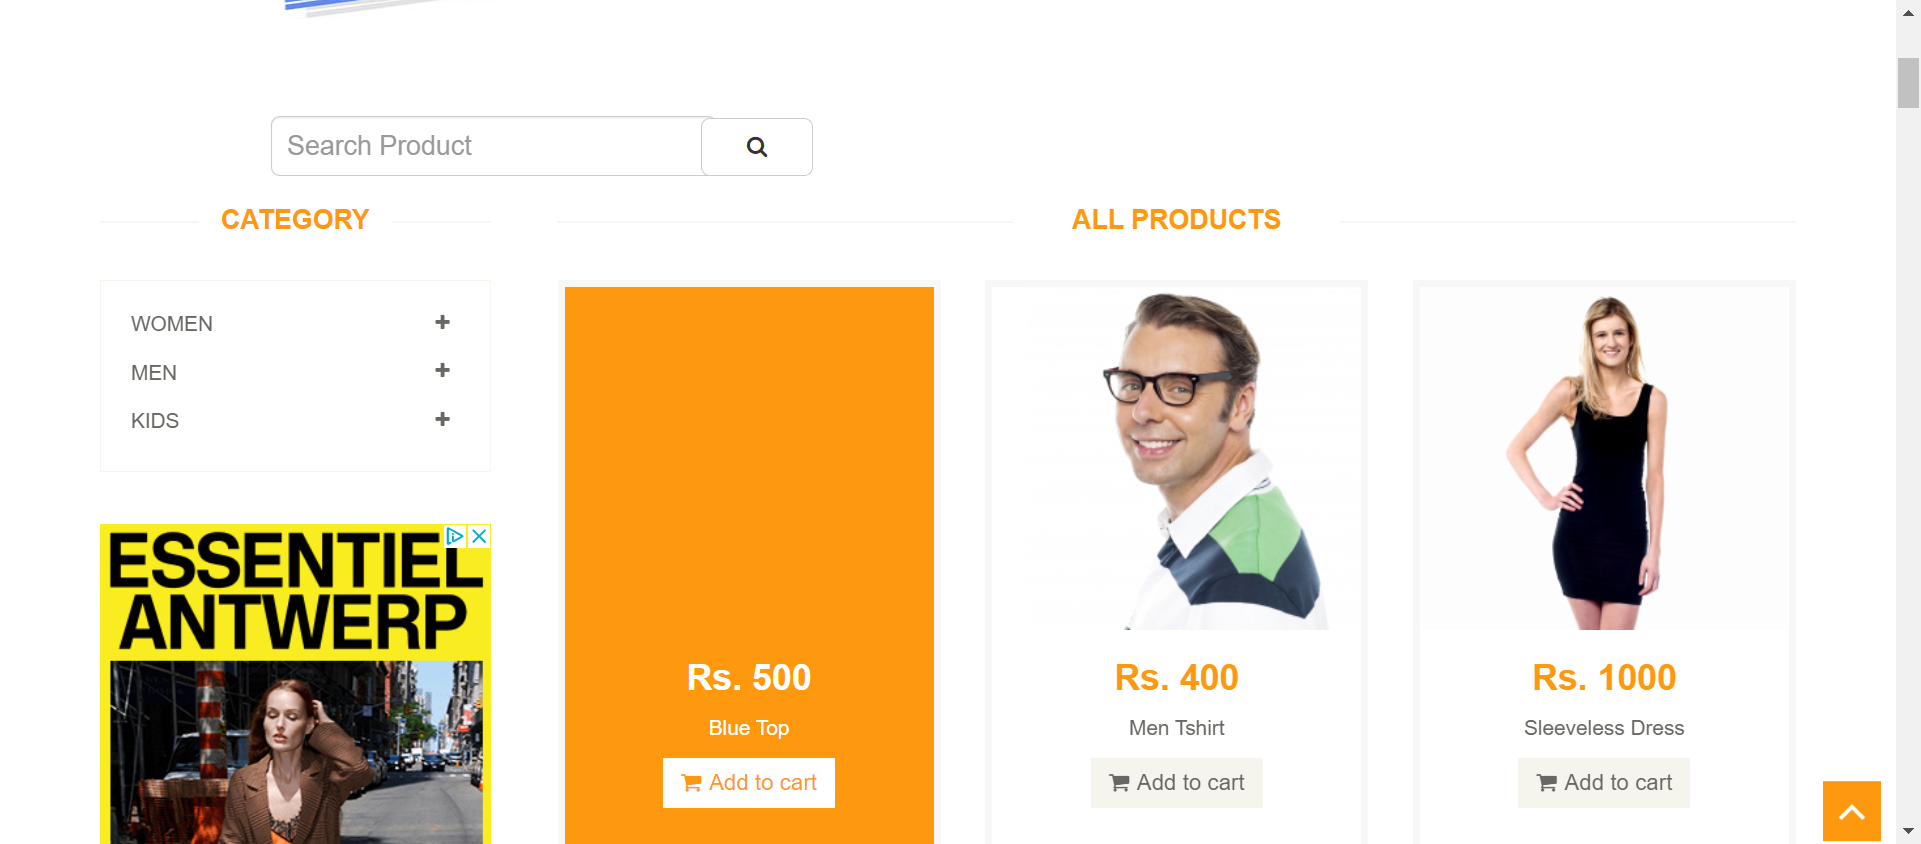 Search Product
CATEGORY
ALL PRODUCTS
WOMEN
MEN
KIDS
ESSENTIEL
ANTWERP
Rs. 500
Blue Top
Add to cart
Rs. 400
Men Tshirt
Add to cart
Rs. 1000
Sleeveless Dress
Add to cart